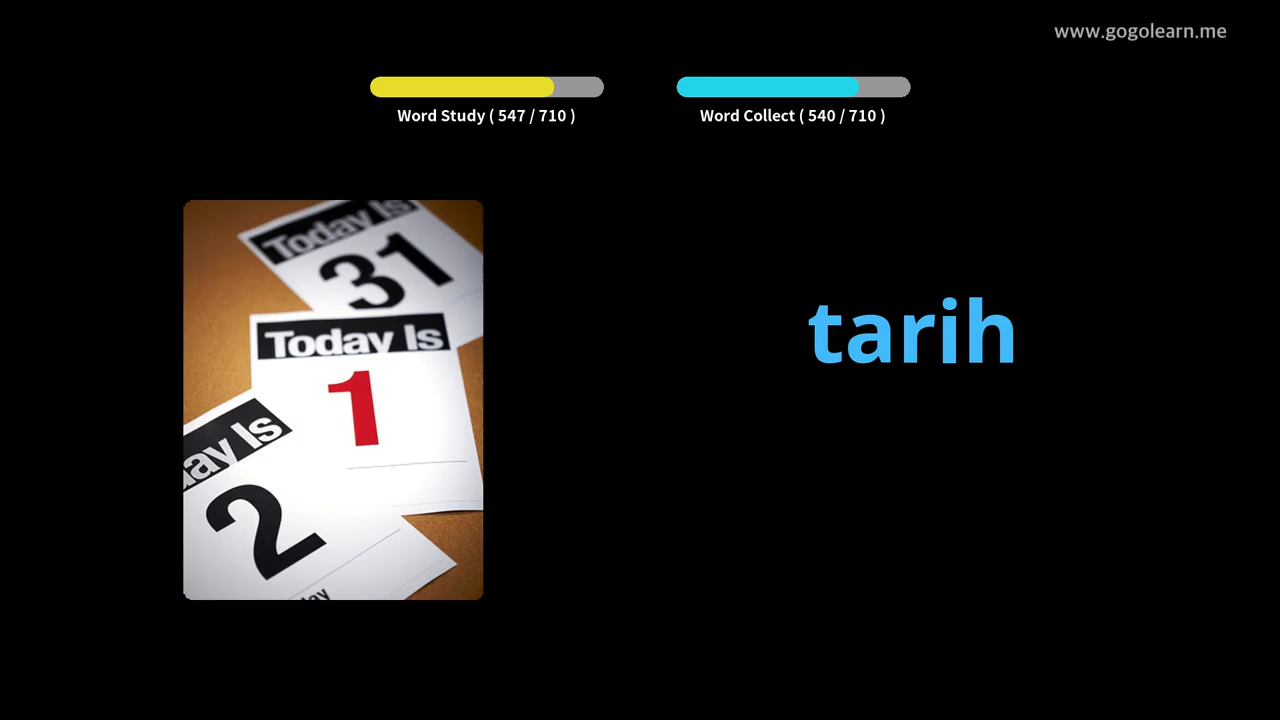 www.gogolearn.me
Word Study ( 547 / 710 )
Word Collect ( 540 / 710 )
Today Is
31
Today Is
1
ay Is
2
tarih